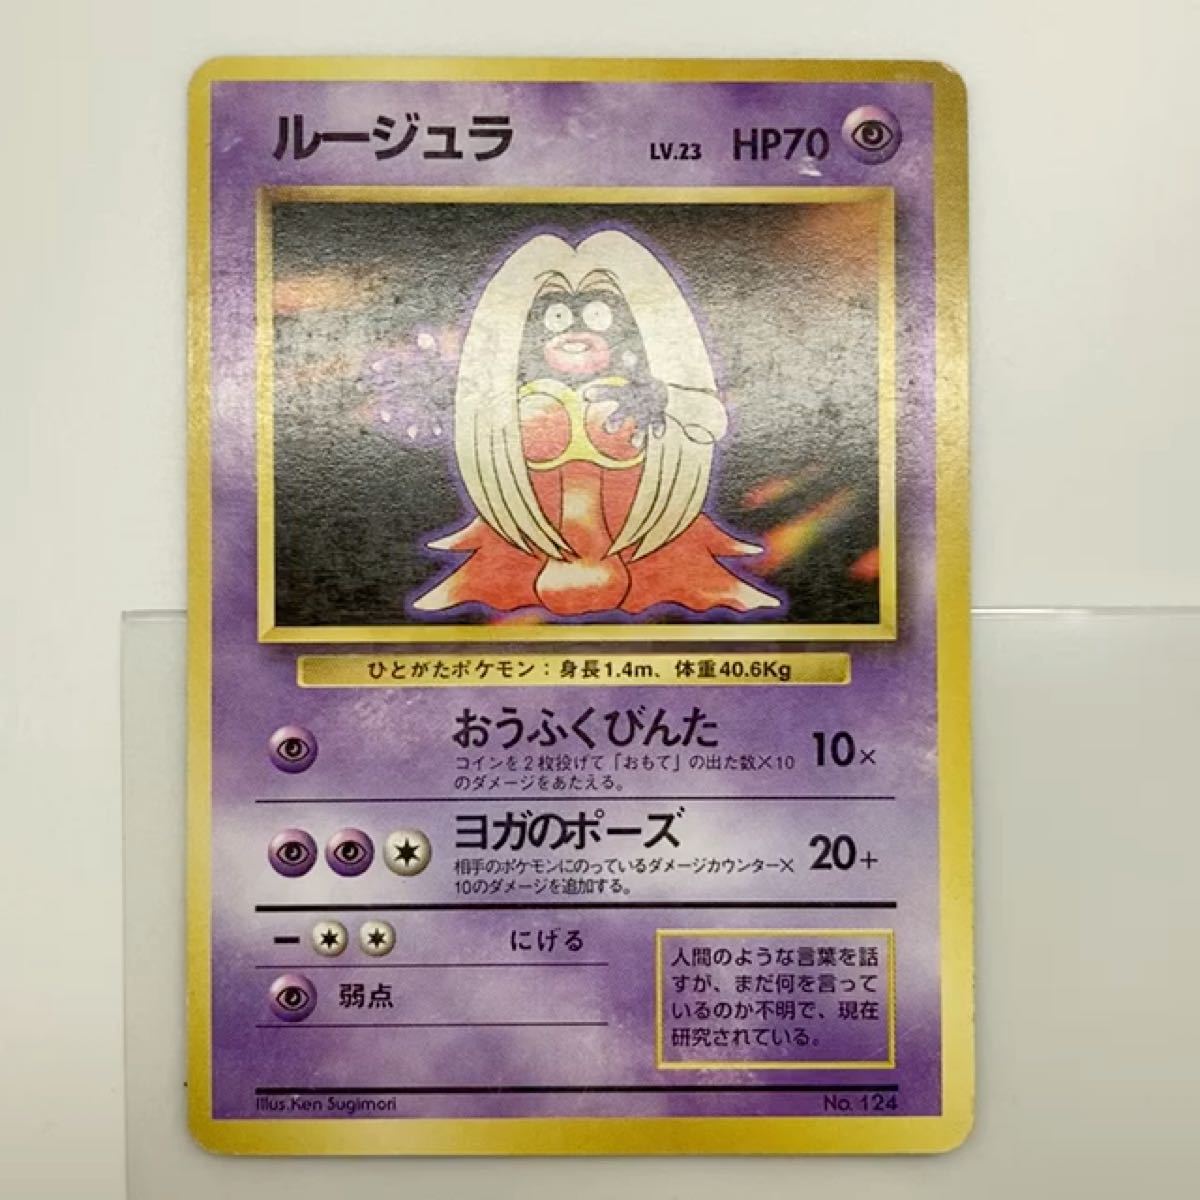 ルージュラ LV.23 HP70
ひとがたポケモン：身長1.4m、体重40.6Kg
おうふくびんた 10×
コインを2枚投げて「おもて」の出た数×10
のダメージをあたえる。
ヨガのポーズ 20+
相手のポケモンにのっているダメージカウンター×
10のダメージを追加する。
ー にげる
弱点
人間のような言葉を話
すが、まだ何を言って
いるのか不明で、現在
研究されている。
Illus.Ken Sugimori No. 124